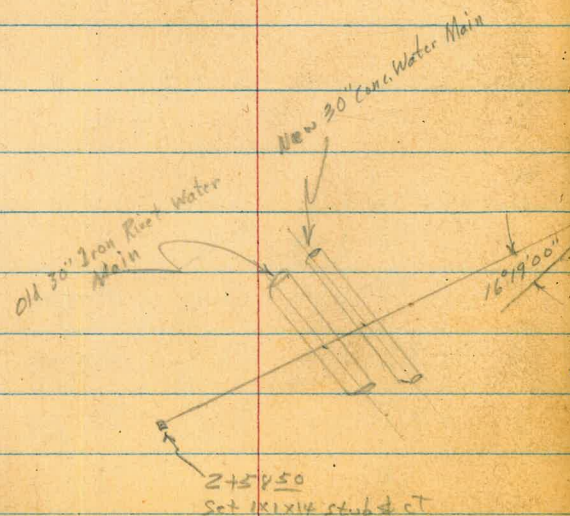 New 30" Conc. Water Main
Old 30" Iron Rivet Water
Main
16°19'00"
2+58 50
Set 1x1x14 stub & CT